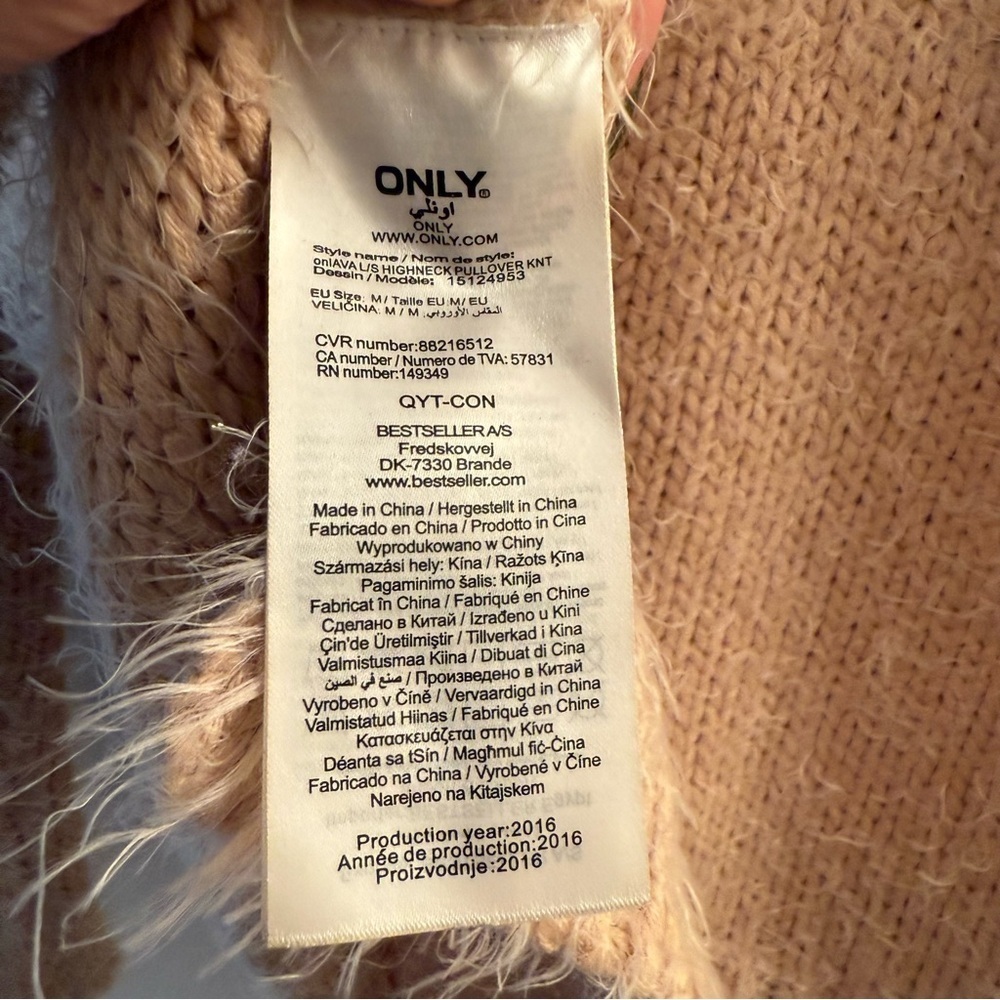 ONLY®
اونلي
ONLY
WWW.ONLY.COM
Style name / Nom de style:
onlAVA L/S HIGHNECK PULLOVER KNT
Dessin / Modèle: 15124953
EU Size: M / Taille EU M/ EU
VELIČINA: M / M المقاس الأوروبي.
CVR number:88216512
CA number / Numero de TVA: 57831
RN number:149349
QYT-CON
BESTSELLER A/S
Fredskovvej
DK-7330 Brande
www.bestseller.com
Made in China / Hergestellt in China
Fabricado en China / Prodotto in Cina
Wyprodukowano w Chiny
Származási hely: Kína / Ražots Ķīna
Pagaminimo šalis: Kinija
Fabricat în China / Fabriqué en Chine
Сделано в Китай / Izrađeno u Kini
Çin'de Üretilmiştir / Tillverkad i Kina
Valmistusmaa Kiina / Dibuat di Cina
صنع في الصين / Произведено в Китай
Vyrobeno v Číně / Vervaardigd in China
Valmistatud Hiinas / Fabriqué en Chine
Κατασκευάζεται στην Κίνα
Déanta sa tSín / Magħmul fiċ-Ċina
Fabricado na China / Vyrobené v Číne
Narejeno na Kitajskem
Production year:2016
Année de production:2016
Proizvodnje:2016